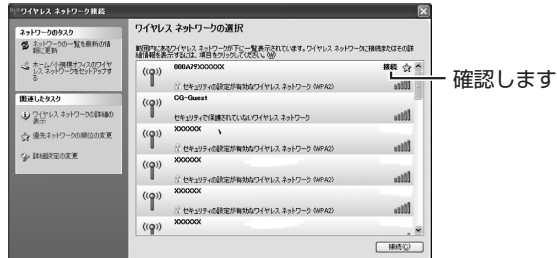 ワイヤレス ネットワーク接続
ネットワークのタスク
ネットワークの一覧を最新の情報に更新
ホーム/小規模オフィスのワイヤレス ネットワークをセットアップする
関連したタスク
ワイヤレス ネットワークの詳細の表示
優先ネットワークの順位の変更
詳細設定の変更
ワイヤレス ネットワークの選択
範囲内にあるワイヤレス ネットワークが下に一覧表示されています。ワイヤレス ネットワークに接続またはその詳細情報を表示するには、項目をクリックしてください。(W)
000A79XXXXXX
接続
セキュリティの設定が有効なワイヤレス ネットワーク (WPA2)
CG-Guest
セキュリティで保護されていないワイヤレス ネットワーク
XXXXXX
セキュリティの設定が有効なワイヤレス ネットワーク (WPA2)
XXXXXX
セキュリティの設定が有効なワイヤレス ネットワーク (WPA2)
XXXXXX
セキュリティの設定が有効なワイヤレス ネットワーク (WPA2)
XXXXXX
接続(C)
確認します